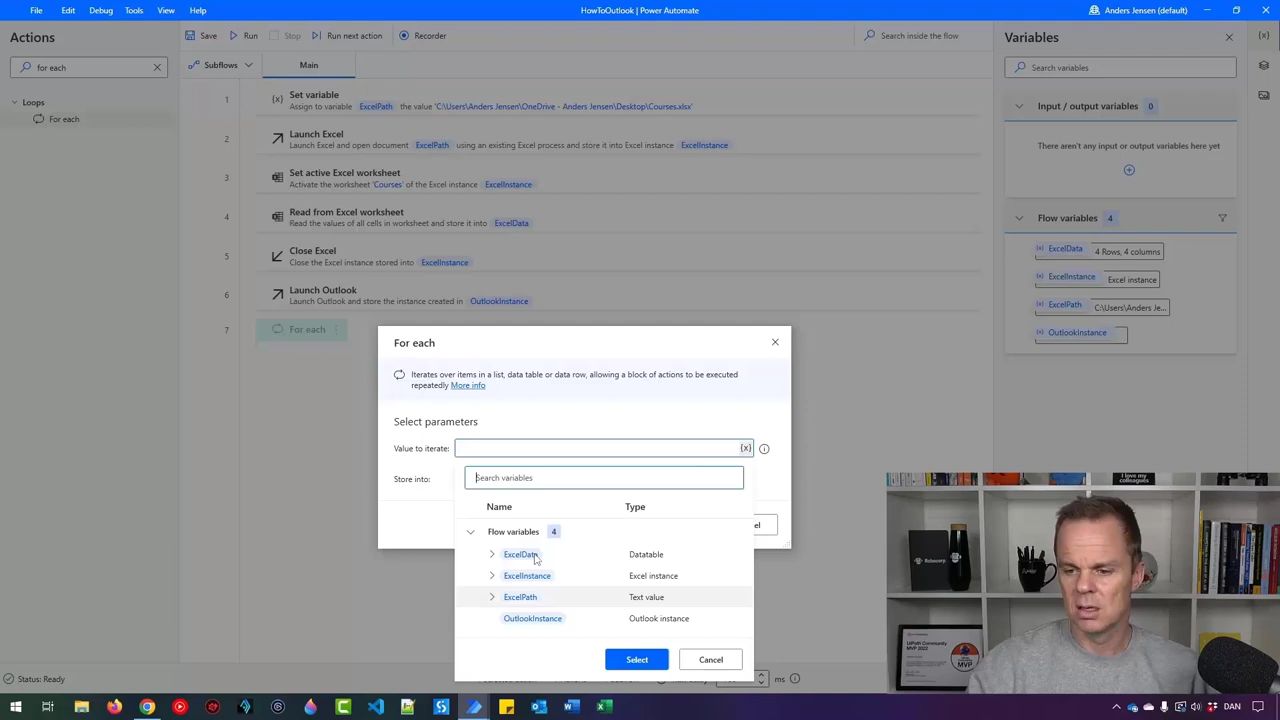 File Edit Debug Tools View Help
HowToOutlook | Power Automate
Anders Jensen (default)
Actions
for each
Loops
For each
Save Run Stop Run next action Recorder
Search inside the flow
Subflows Main
1
Set variable
Assign to variable ExcelPath the value 'C:\Users\Anders Jensen\OneDrive - Anders Jensen\Desktop\Courses.xlsx'
2
Launch Excel
Launch Excel and open document ExcelPath using an existing Excel process and store it into Excel instance ExcelInstance
3
Set active Excel worksheet
Activate the worksheet 'Courses' of the Excel instance ExcelInstance
4
Read from Excel worksheet
Read the values of all cells in worksheet and store it into ExcelData
5
Close Excel
Close the Excel instance stored into ExcelInstance
6
Launch Outlook
Launch Outlook and store the instance created in OutlookInstance
7
For each
For each
Iterates over items in a list, data table or data row, allowing a block of actions to be executed
repeatedly More info
Select parameters
Value to iterate: {x}
Store into:
Search variables
Name Type
Flow variables 4
ExcelData Datatable
ExcelInstance Excel instance
ExcelPath Text value
OutlookInstance Outlook instance
Select Cancel
Variables
Search variables
Input / output variables 0
There aren't any input or output variables here yet
Flow variables 4
ExcelData 4 Rows, 4 columns
ExcelInstance Excel instance
ExcelPath C:\Users\Anders Je...
OutlookInstance
Status: Ready
ms
DAN